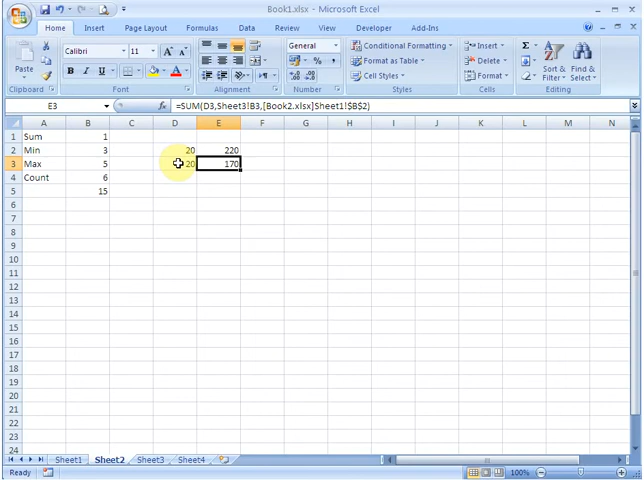 Book1.xlsx - Microsoft Excel
Home Insert Page Layout Formulas Data Review View Developer Add-Ins
Paste
Clipboard
Calibri 11 A A
B I U A
Font
Alignment
General
$ % ,
Number
Conditional Formatting
Format as Table
Cell Styles
Styles
Insert
Delete
Format
Cells
Σ
Sort & Filter
Find & Select
Editing
E3 fx =SUM(D3,Sheet3!B3,[Book2.xlsx]Sheet1!$B$2)
A B C D E F G H I J K L M N
1 Sum 1
2 Min 3 20 220
3 Max 5 20 170
4 Count 6
5 15
6
7
8
9
10
11
12
13
14
15
16
17
18
19
20
21
22
23
24
Sheet1 Sheet2 Sheet3 Sheet4
Ready 100%